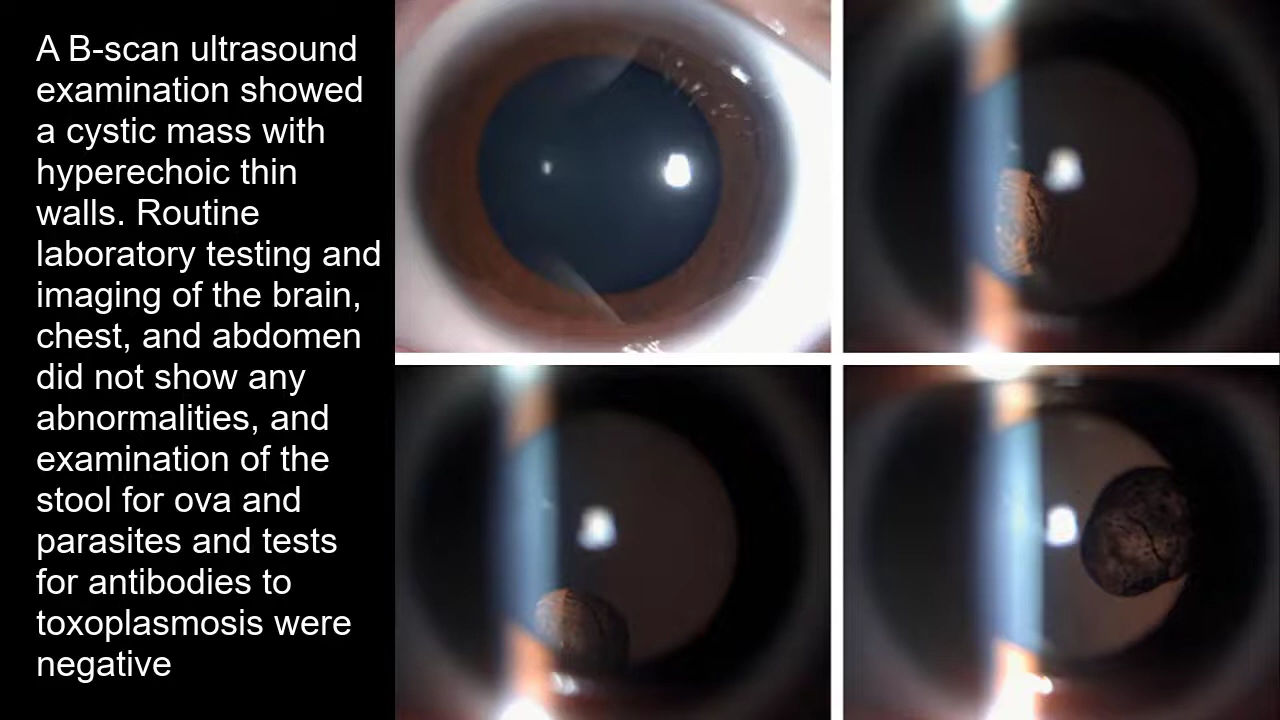 A B-scan ultrasound
examination showed
a cystic mass with
hyperechoic thin
walls. Routine
laboratory testing and
imaging of the brain,
chest, and abdomen
did not show any
abnormalities, and
examination of the
stool for ova and
parasites and tests
for antibodies to
toxoplasmosis were
negative